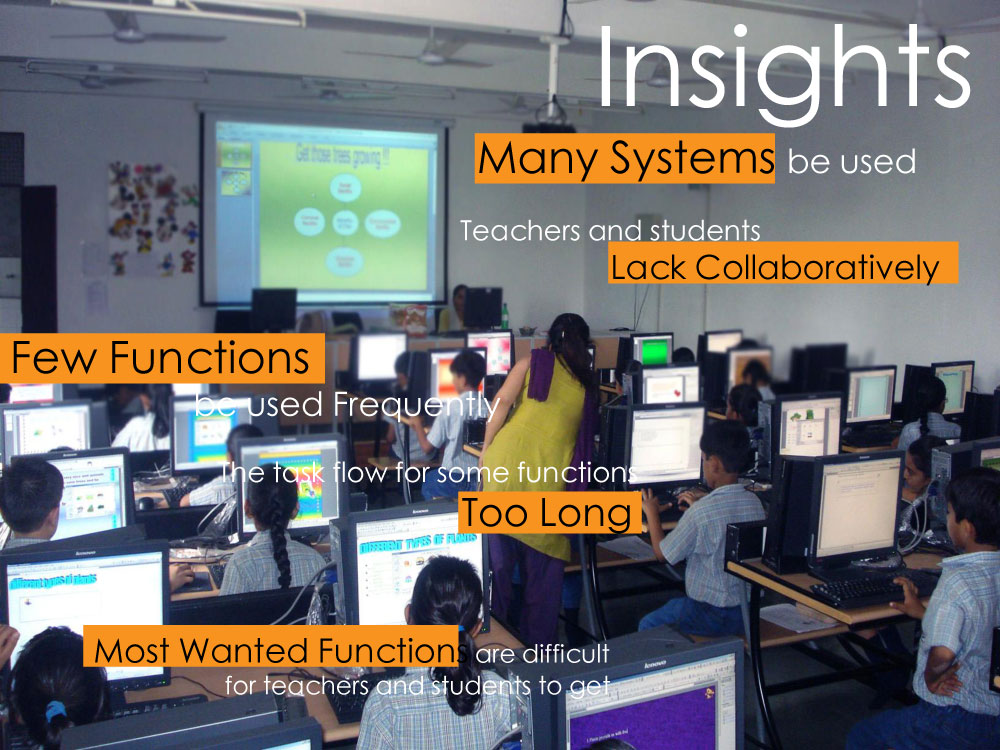 Insights
Many Systems be used
Teachers and students
Lack Collaboratively
Few Functions
be used Frequently
The task flow for some functions
Too Long
Most Wanted Functions are difficult
for teachers and students to get
Get those trees growing !!!
DIFFERENT TYPES OF PLANTS
different types of plants
lenovo